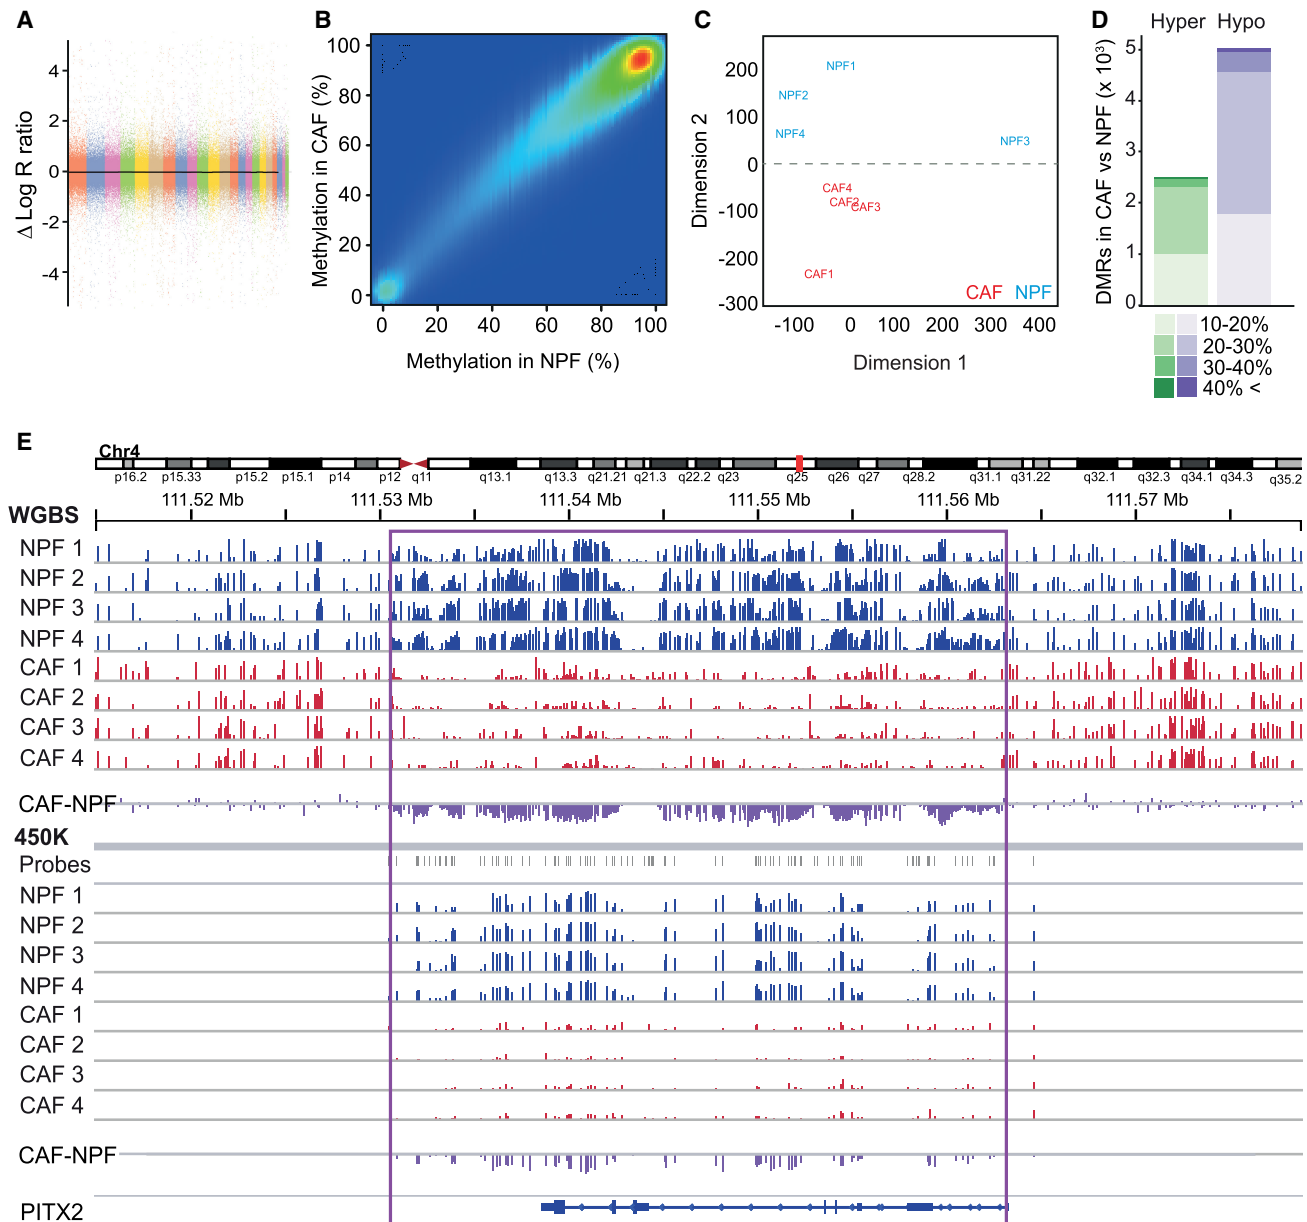 A
Δ Log R ratio
4
2
0
-2
-4
B
Methylation in CAF (%)
100
80
60
40
20
0
0 20 40 60 80 100
Methylation in NPF (%)
C
Dimension 2
200
100
0
-100
-200
-300
NPF1
NPF2
NPF4
NPF3
CAF4
CAF2
CAF3
CAF1
CAF NPF
-100 0 100 200 300 400
Dimension 1
D
Hyper Hypo
DMRs in CAF vs NPF (x 10³)
5
4
3
2
1
0
10-20%
20-30%
30-40%
40% <
E
Chr4
p16.2 p15.33 p15.2 p15.1 p14 p12 q11 q13.1 q13.3 q21.21 q21.3 q22.2 q23 q25 q26 q27 q28.2 q31.1 q31.22 q32.1 q32.3 q34.1 q34.3 q35.2
111.52 Mb 111.53 Mb 111.54 Mb 111.55 Mb 111.56 Mb 111.57 Mb
WGBS
NPF 1
NPF 2
NPF 3
NPF 4
CAF 1
CAF 2
CAF 3
CAF 4
CAF-NPF
450K
Probes
NPF 1
NPF 2
NPF 3
NPF 4
CAF 1
CAF 2
CAF 3
CAF 4
CAF-NPF
PITX2